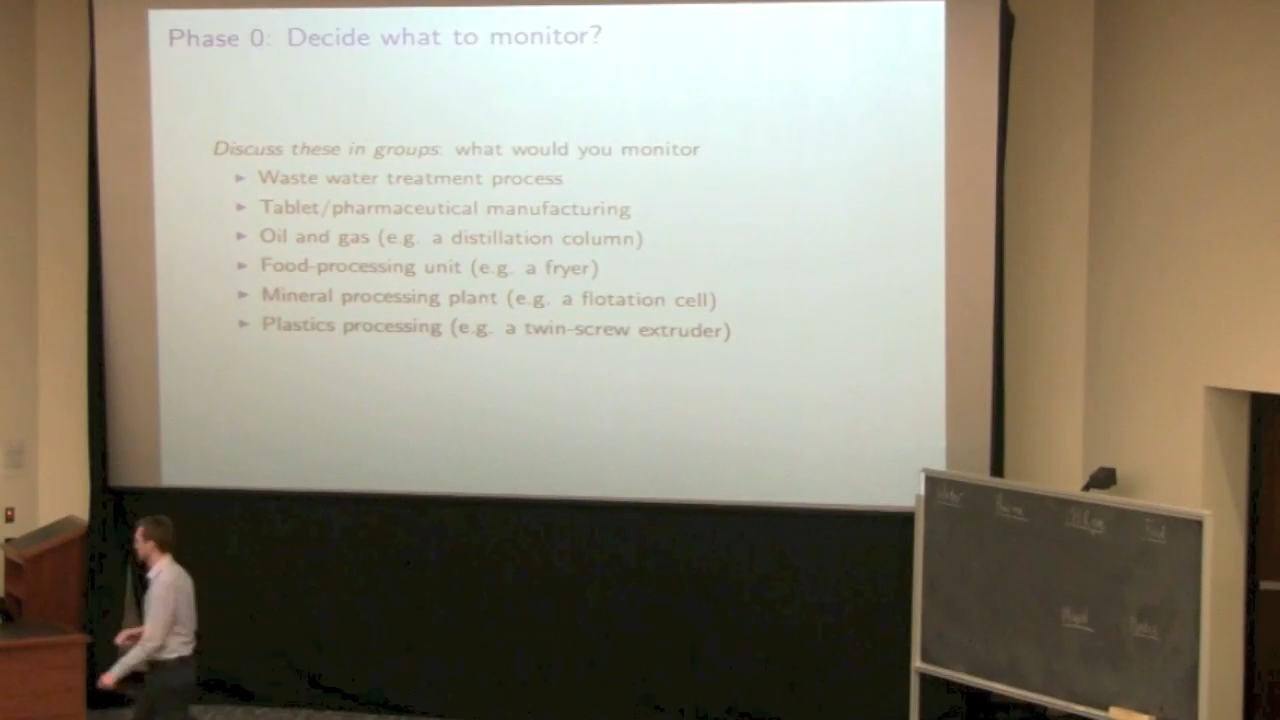 Phase 0: Decide what to monitor?
Discuss these in groups: what would you monitor
► Waste water treatment process
► Tablet/pharmaceutical manufacturing
► Oil and gas (e.g. a distillation column)
► Food-processing unit (e.g. a fryer)
► Mineral processing plant (e.g. a flotation cell)
► Plastics processing (e.g. a twin-screw extruder)
Water Food